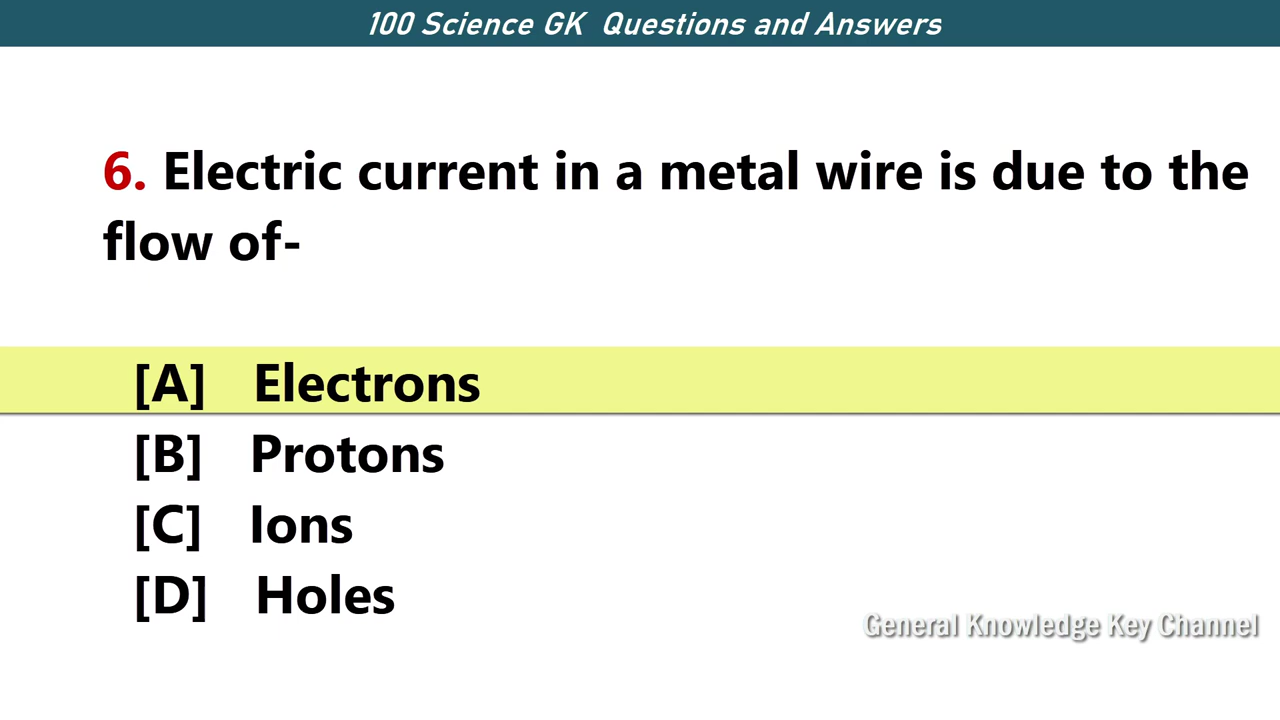 100 Science GK Questions and Answers
6. Electric current in a metal wire is due to the
flow of-
[A] Electrons
[B] Protons
[C] Ions
[D] Holes
General Knowledge Key Channel